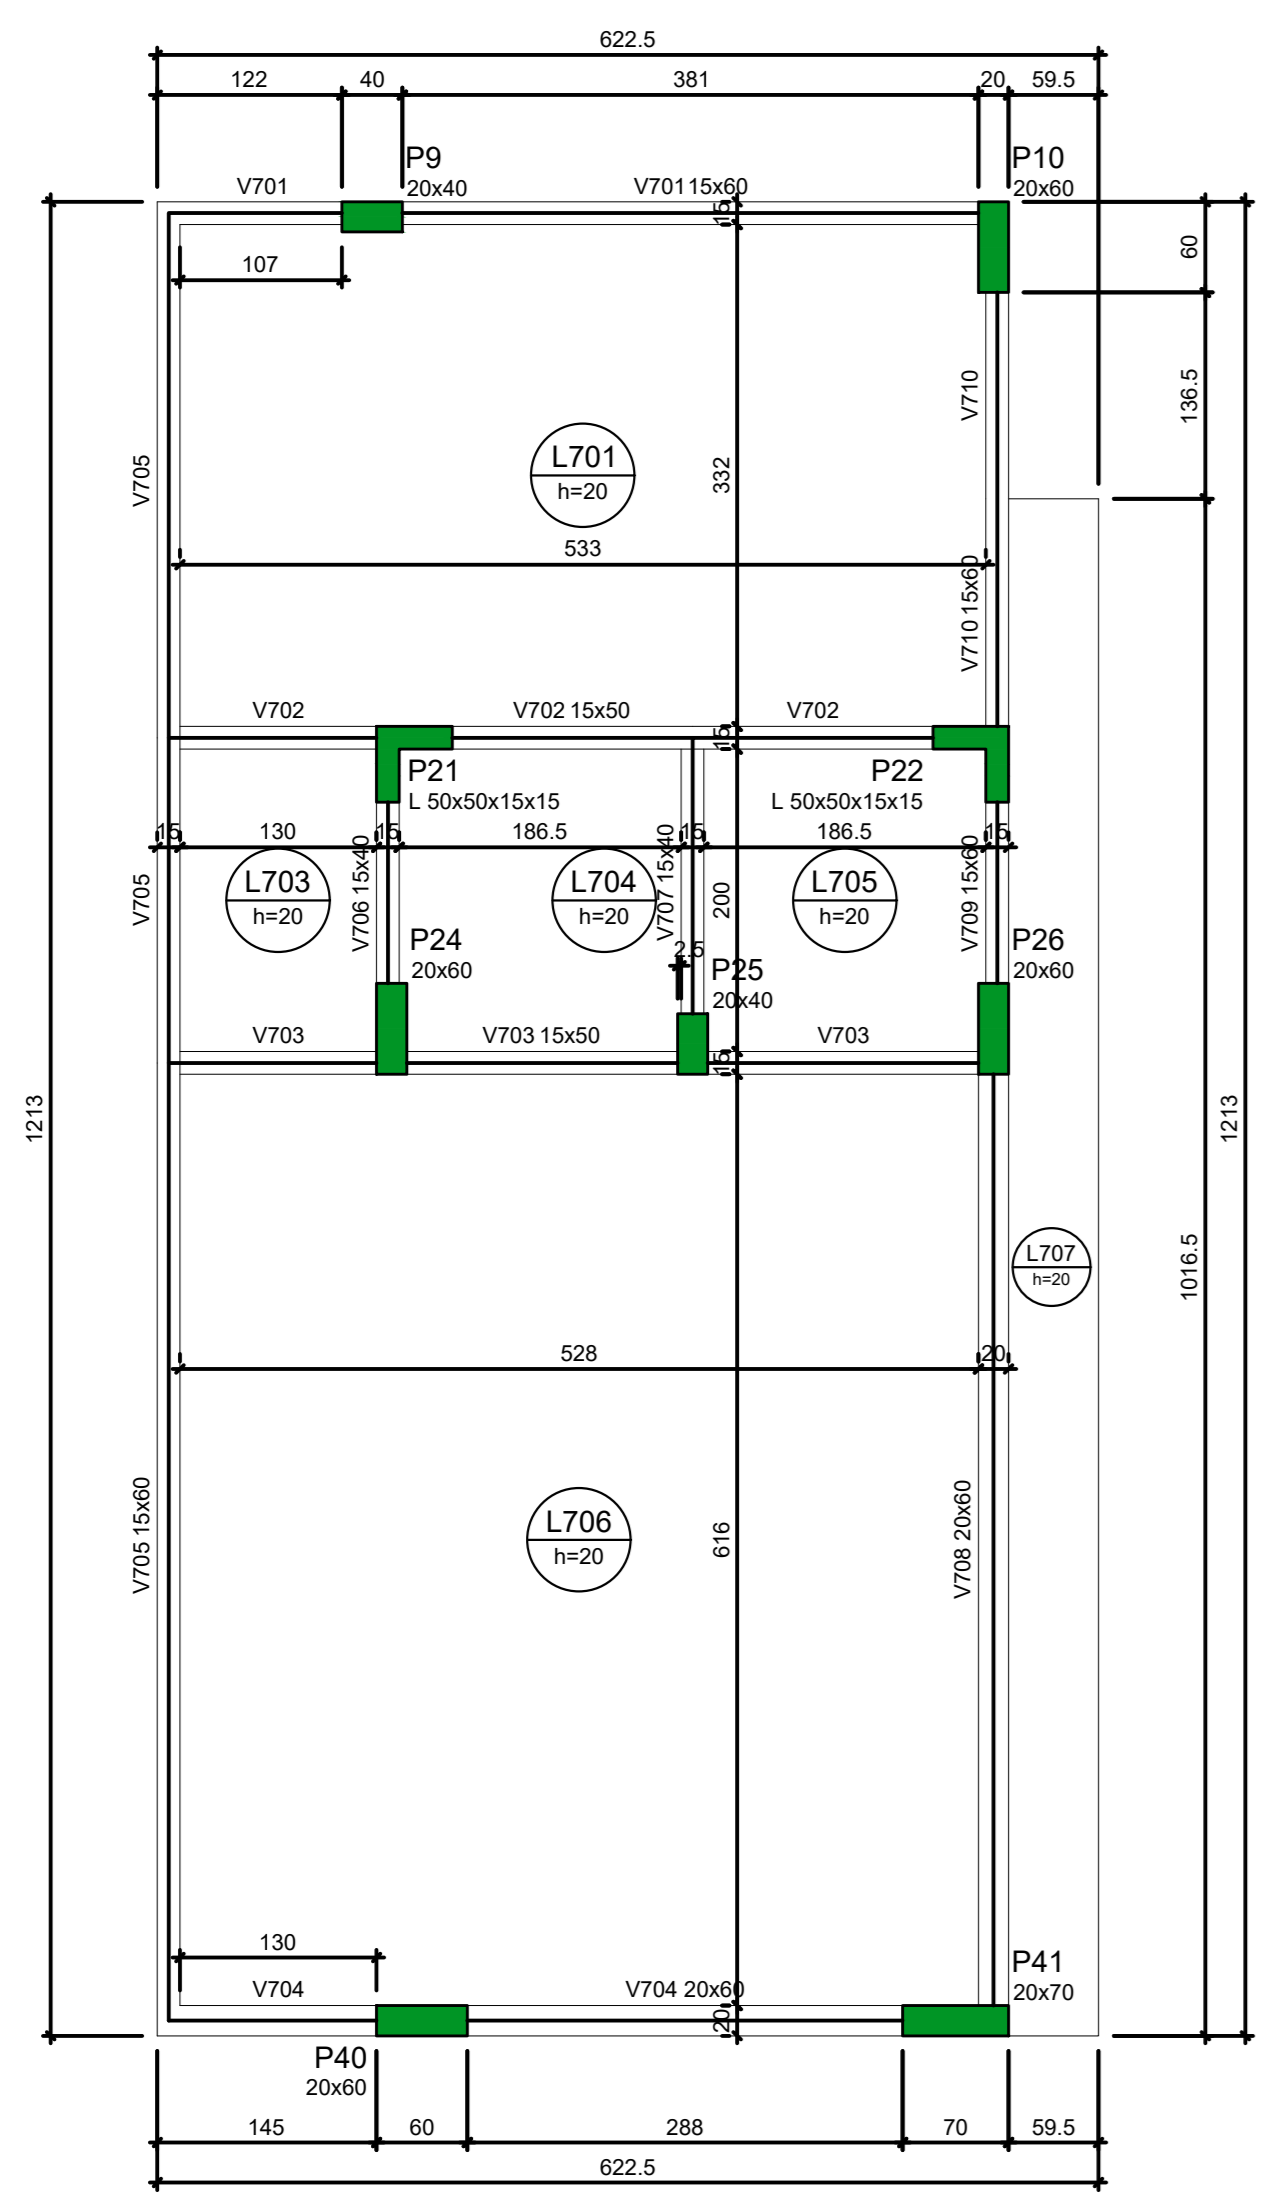 622.5
122
40
381
20
59.5
P9
20x40
P10
20x60
V701
V701 15x60
15
107
60
136.5
V710
V705
L701
h=20
332
533
V710 15x60
V702
V702 15x50
V702
15
P21
L 50x50x15x15
P22
L 50x50x15x15
15
130
15
186.5
15
186.5
15
V705
L703
h=20
V706 15x40
L704
h=20
V707 15x40
200
L705
h=20
V709 15x60
P24
20x60
2.5
P25
20x40
P26
20x60
V703
V703 15x50
V703
15
1213
1213
1016.5
L707
h=20
528
20
V705 15x60
L706
h=20
616
V708 20x60
130
V704
V704 20x60
20
P41
20x70
P40
20x60
145
60
288
70
59.5
622.5